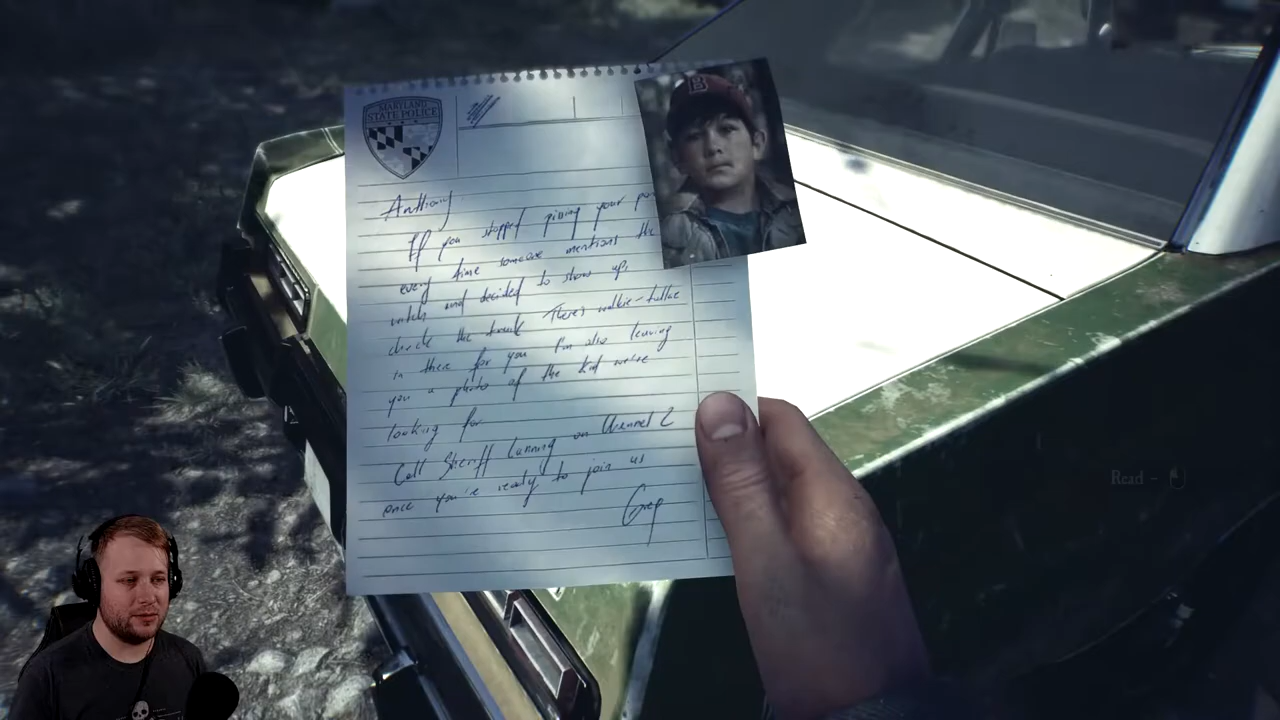 MARYLAND
STATE POLICE
B
Anthony
If you stopped pissing your
every time someone mentions the
witch and decided to show up,
check the trunk There's walkie-talkie
in there for you I'm also leaving
you a photo of the kid we're
looking for
Call Sheriff Lanning on Channel 2
once you're ready to join us
Greg
Read -